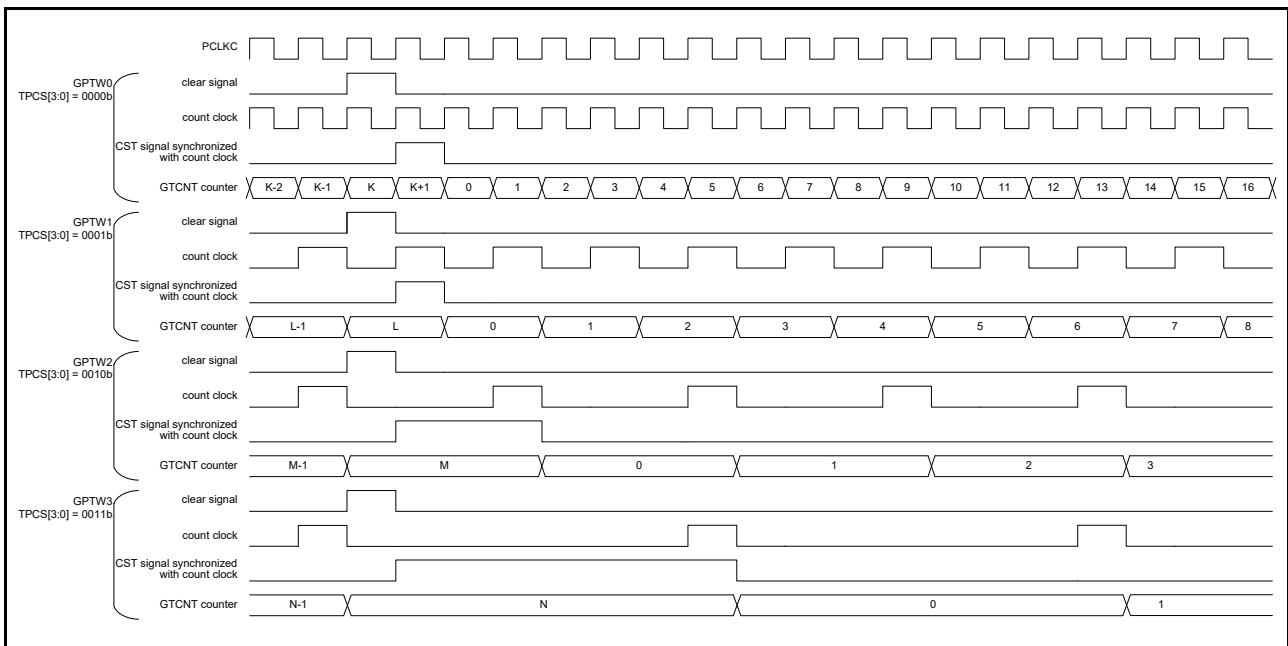 PCLKC
GPTW0
TPCS[3:0] = 0000b
clear signal
count clock
CST signal synchronized
with count clock
GTCNT counter
K-2 K-1 K K+1 0 1 2 3 4 5 6 7 8 9 10 11 12 13 14 15 16
GPTW1
TPCS[3:0] = 0001b
clear signal
count clock
CST signal synchronized
with count clock
GTCNT counter
L-1 L 0 1 2 3 4 5 6 7 8
GPTW2
TPCS[3:0] = 0010b
clear signal
count clock
CST signal synchronized
with count clock
GTCNT counter
M-1 M 0 1 2 3
GPTW3
TPCS[3:0] = 0011b
clear signal
count clock
CST signal synchronized
with count clock
GTCNT counter
N-1 N 0 1